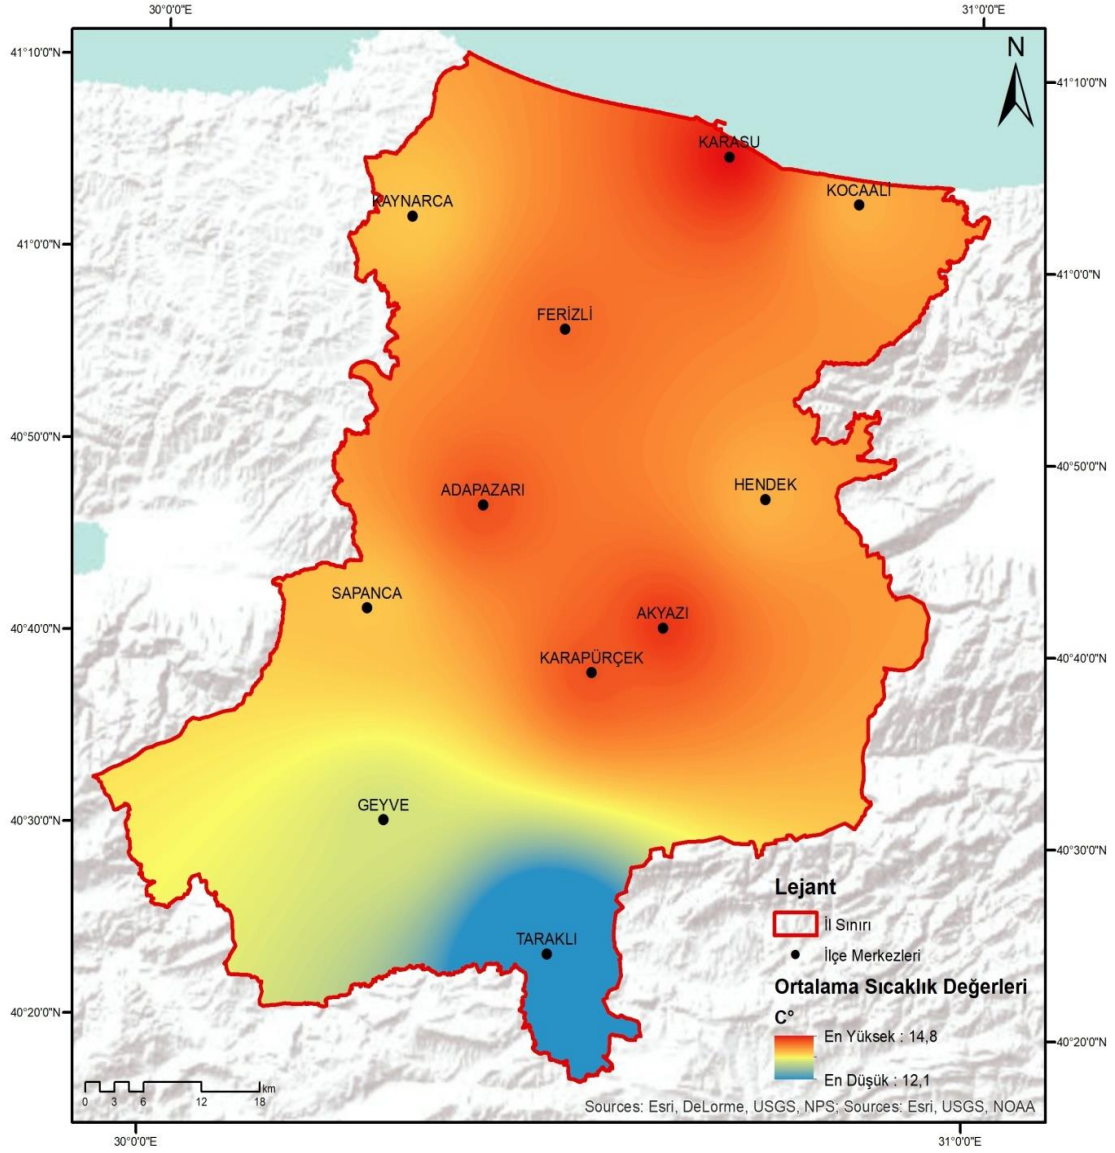 30°0'0"E
31°0'0"E
41°10'0"N
N
41°10'0"N
KARASU
KOCAALİ
KAYNARCA
41°0'0"N
41°0'0"N
FERİZLİ
40°50'0"N
40°50'0"N
HENDEK
ADAPAZARI
SAPANCA
AKYAZI
40°40'0"N
KARAPÜRÇEK
40°40'0"N
GEYVE
40°30'0"N
40°30'0"N
Lejant
İl Sınırı
TARAKLI
İlçe Merkezleri
Ortalama Sıcaklık Değerleri
C°
En Yüksek : 14,8
En Düşük : 12,1
40°20'0"N
40°20'0"N
km
0 3 6 12 18
Sources: Esri, DeLorme, USGS, NPS; Sources: Esri, USGS, NOAA
30°0'0"E
31°0'0"E